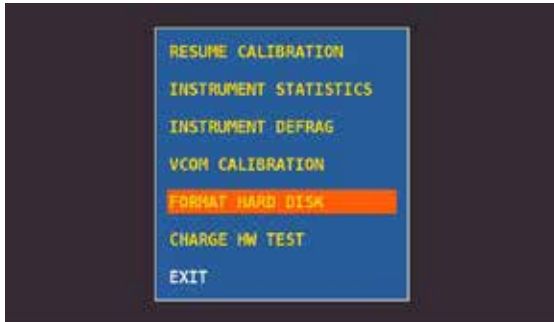 RESUME CALIBRATION
INSTRUMENT STATISTICS
INSTRUMENT DEFRAG
VCOM CALIBRATION
FORMAT HARD DISK
CHARGE HW TEST
EXIT